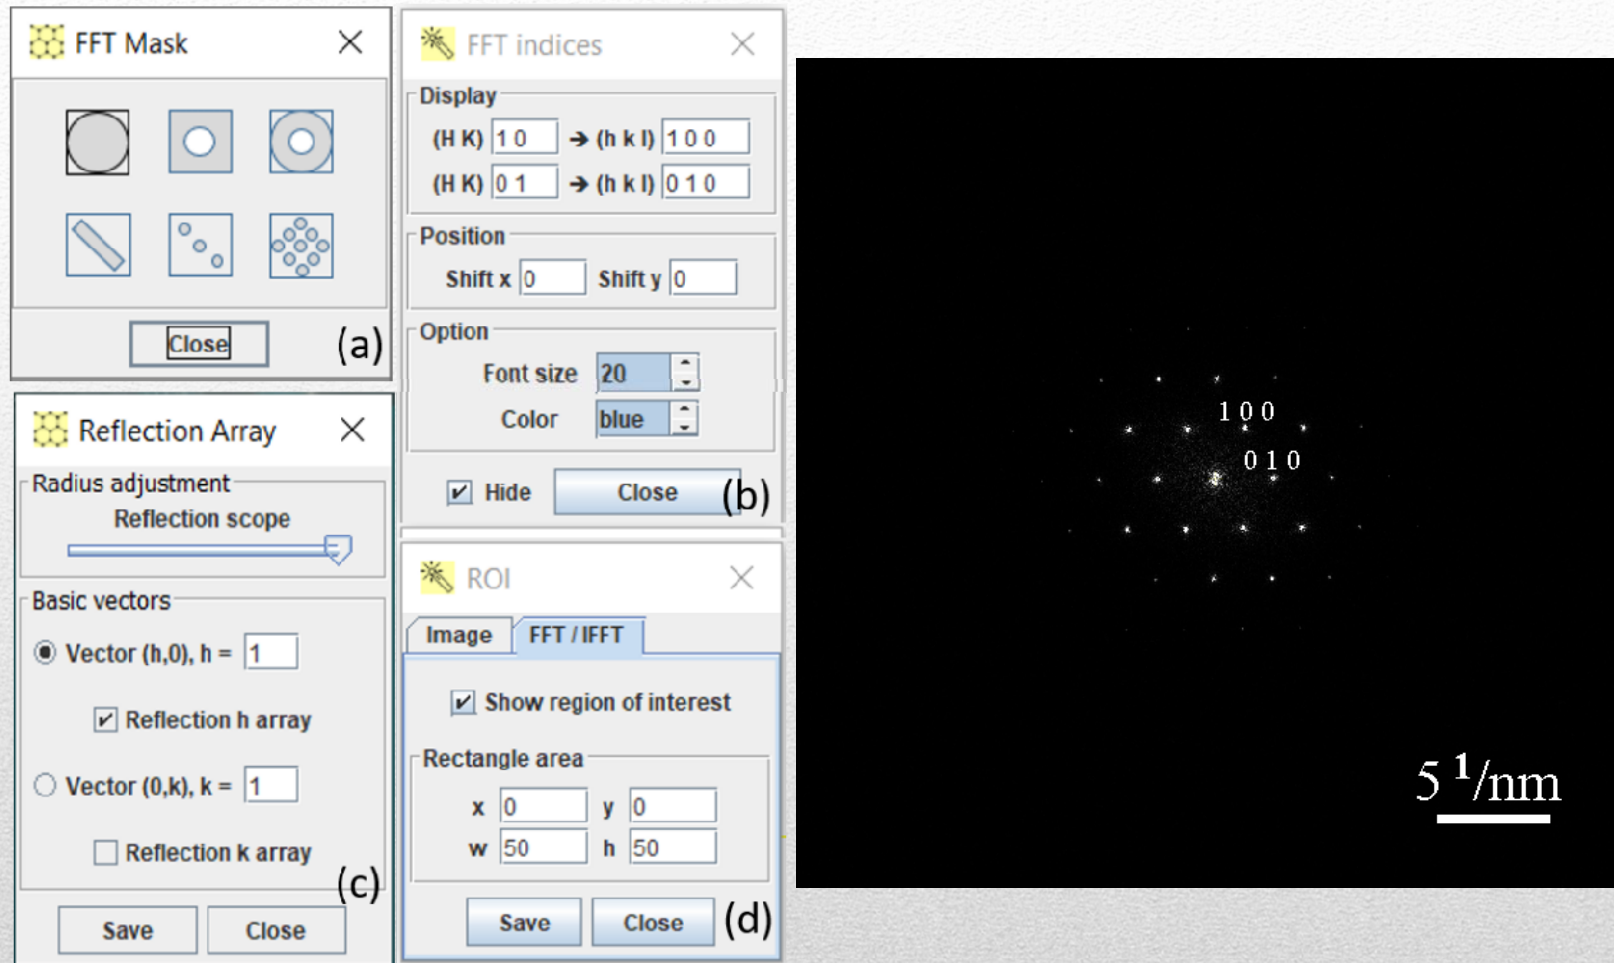 FFT Mask
Close
(a)
FFT indices
Display
(H K) 1 0 → (h k l) 1 0 0
(H K) 0 1 → (h k l) 0 1 0
Position
Shift x 0 Shift y 0
Option
Font size 20
Color blue
Hide Close
(b)
Reflection Array
Radius adjustment
Reflection scope
Basic vectors
Vector (h,0), h = 1
Reflection h array
Vector (0,k), k = 1
Reflection k array
(c)
Save Close
ROI
Image FFT / IFFT
Show region of interest
Rectangle area
x 0 y 0
w 50 h 50
Save Close
(d)
1 0 0
0 1 0
5 1/nm